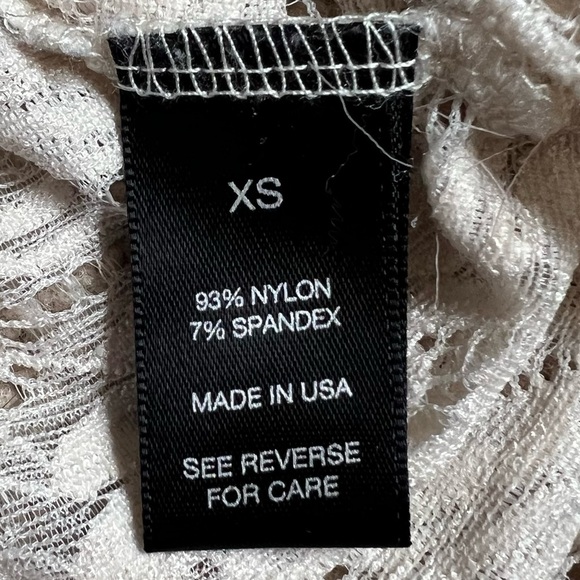 XS
93% NYLON
7% SPANDEX
MADE IN USA
SEE REVERSE
FOR CARE